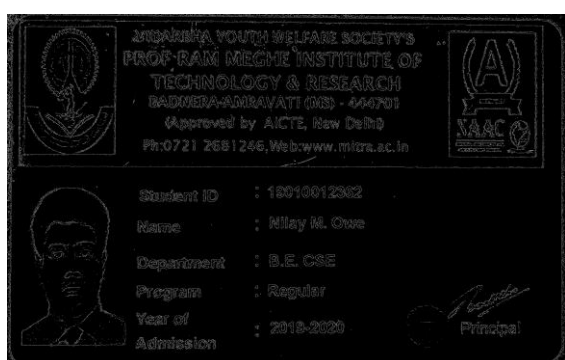 VIDARBHA YOUTH WELFARE SOCIETY'S
PROF RAM MEGHE INSTITUTE OF
TECHNOLOGY & RESEARCH
BADNERA-AMRAVATI (MS) - 444701
(Approved by AICTE, New Delhi)
Ph:0721 2681246,Web:www.mitra.ac.in
A
NAAC
Student ID : 19010012362
Name : Nilay M. Owe
Department : B.E. CSE
Program : Regular
Year of
Admission : 2019-2020
Principal